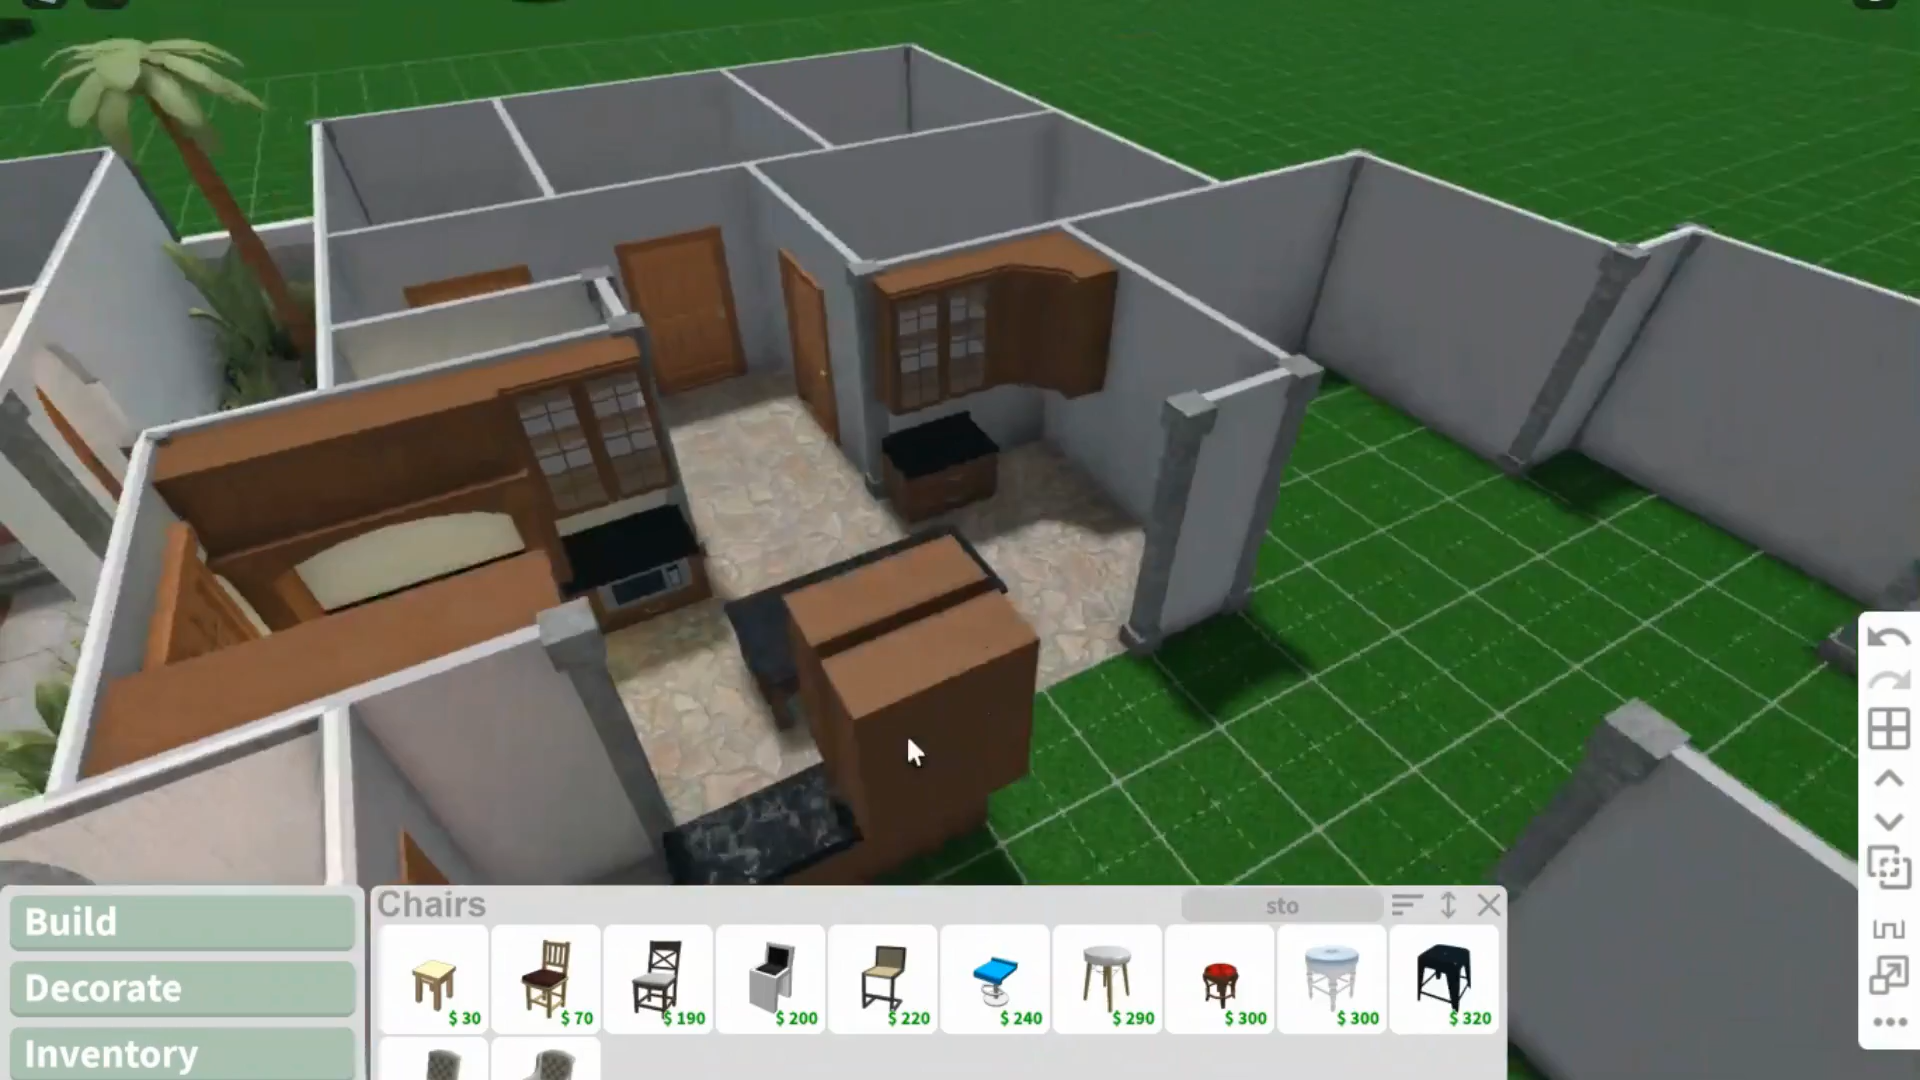 Chairs
sto
Build
Decorate
Inventory
$ 30
$ 70
$ 190
$ 200
$ 220
$ 240
$ 290
$ 300
$ 300
$ 320